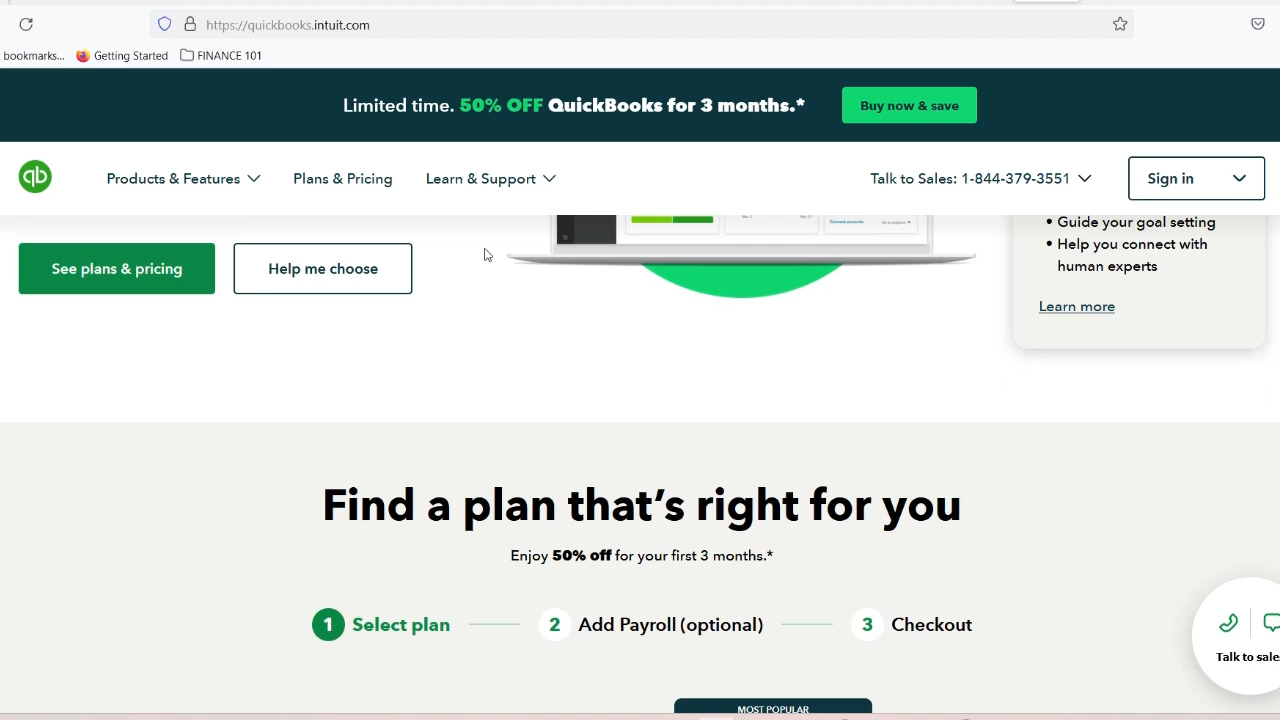 https://quickbooks.intuit.com
bookmarks... Getting Started FINANCE 101
Limited time. 50% OFF QuickBooks for 3 months.* Buy now & save
qb Products & Features Plans & Pricing Learn & Support Talk to Sales: 1-844-379-3551 Sign in
• Guide your goal setting
• Help you connect with
human experts
See plans & pricing Help me choose
Learn more
Find a plan that's right for you
Enjoy 50% off for your first 3 months.*
1 Select plan 2 Add Payroll (optional) 3 Checkout
Talk to sale
MOST POPULAR